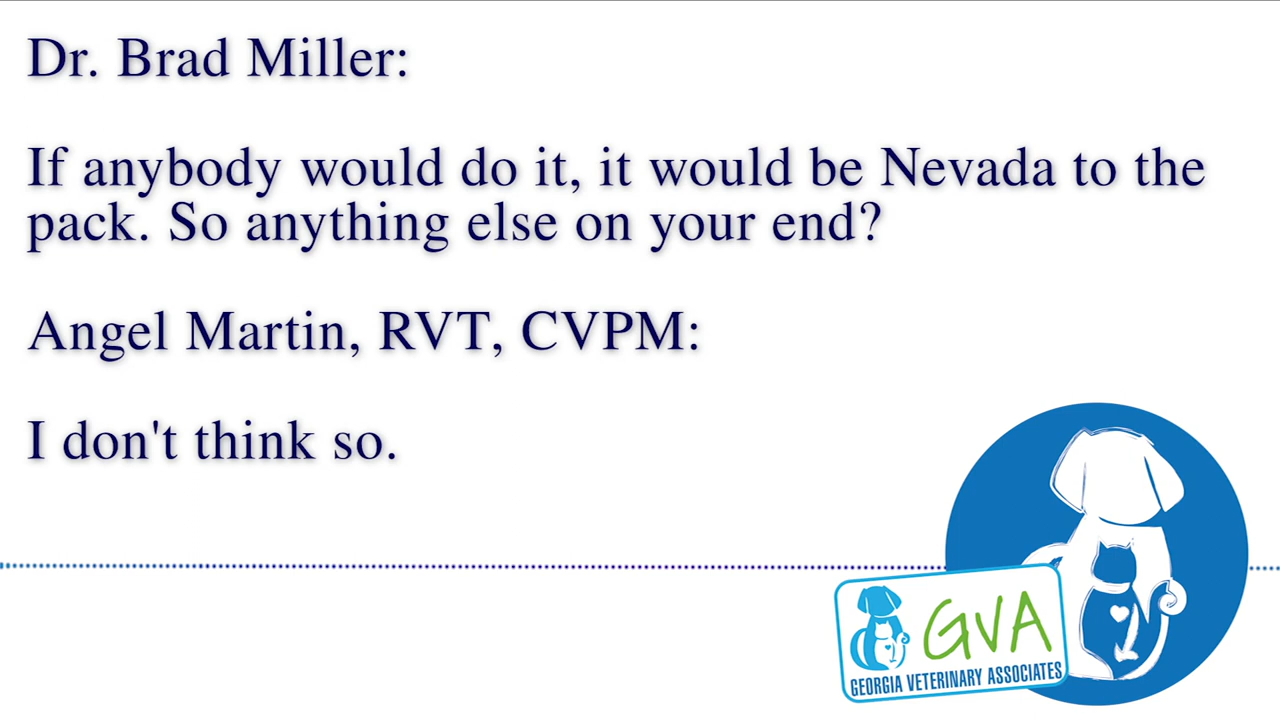 Dr. Brad Miller:
If anybody would do it, it would be Nevada to the
pack. So anything else on your end?
Angel Martin, RVT, CVPM:
I don't think so.
GVA
GEORGIA VETERINARY ASSOCIATES